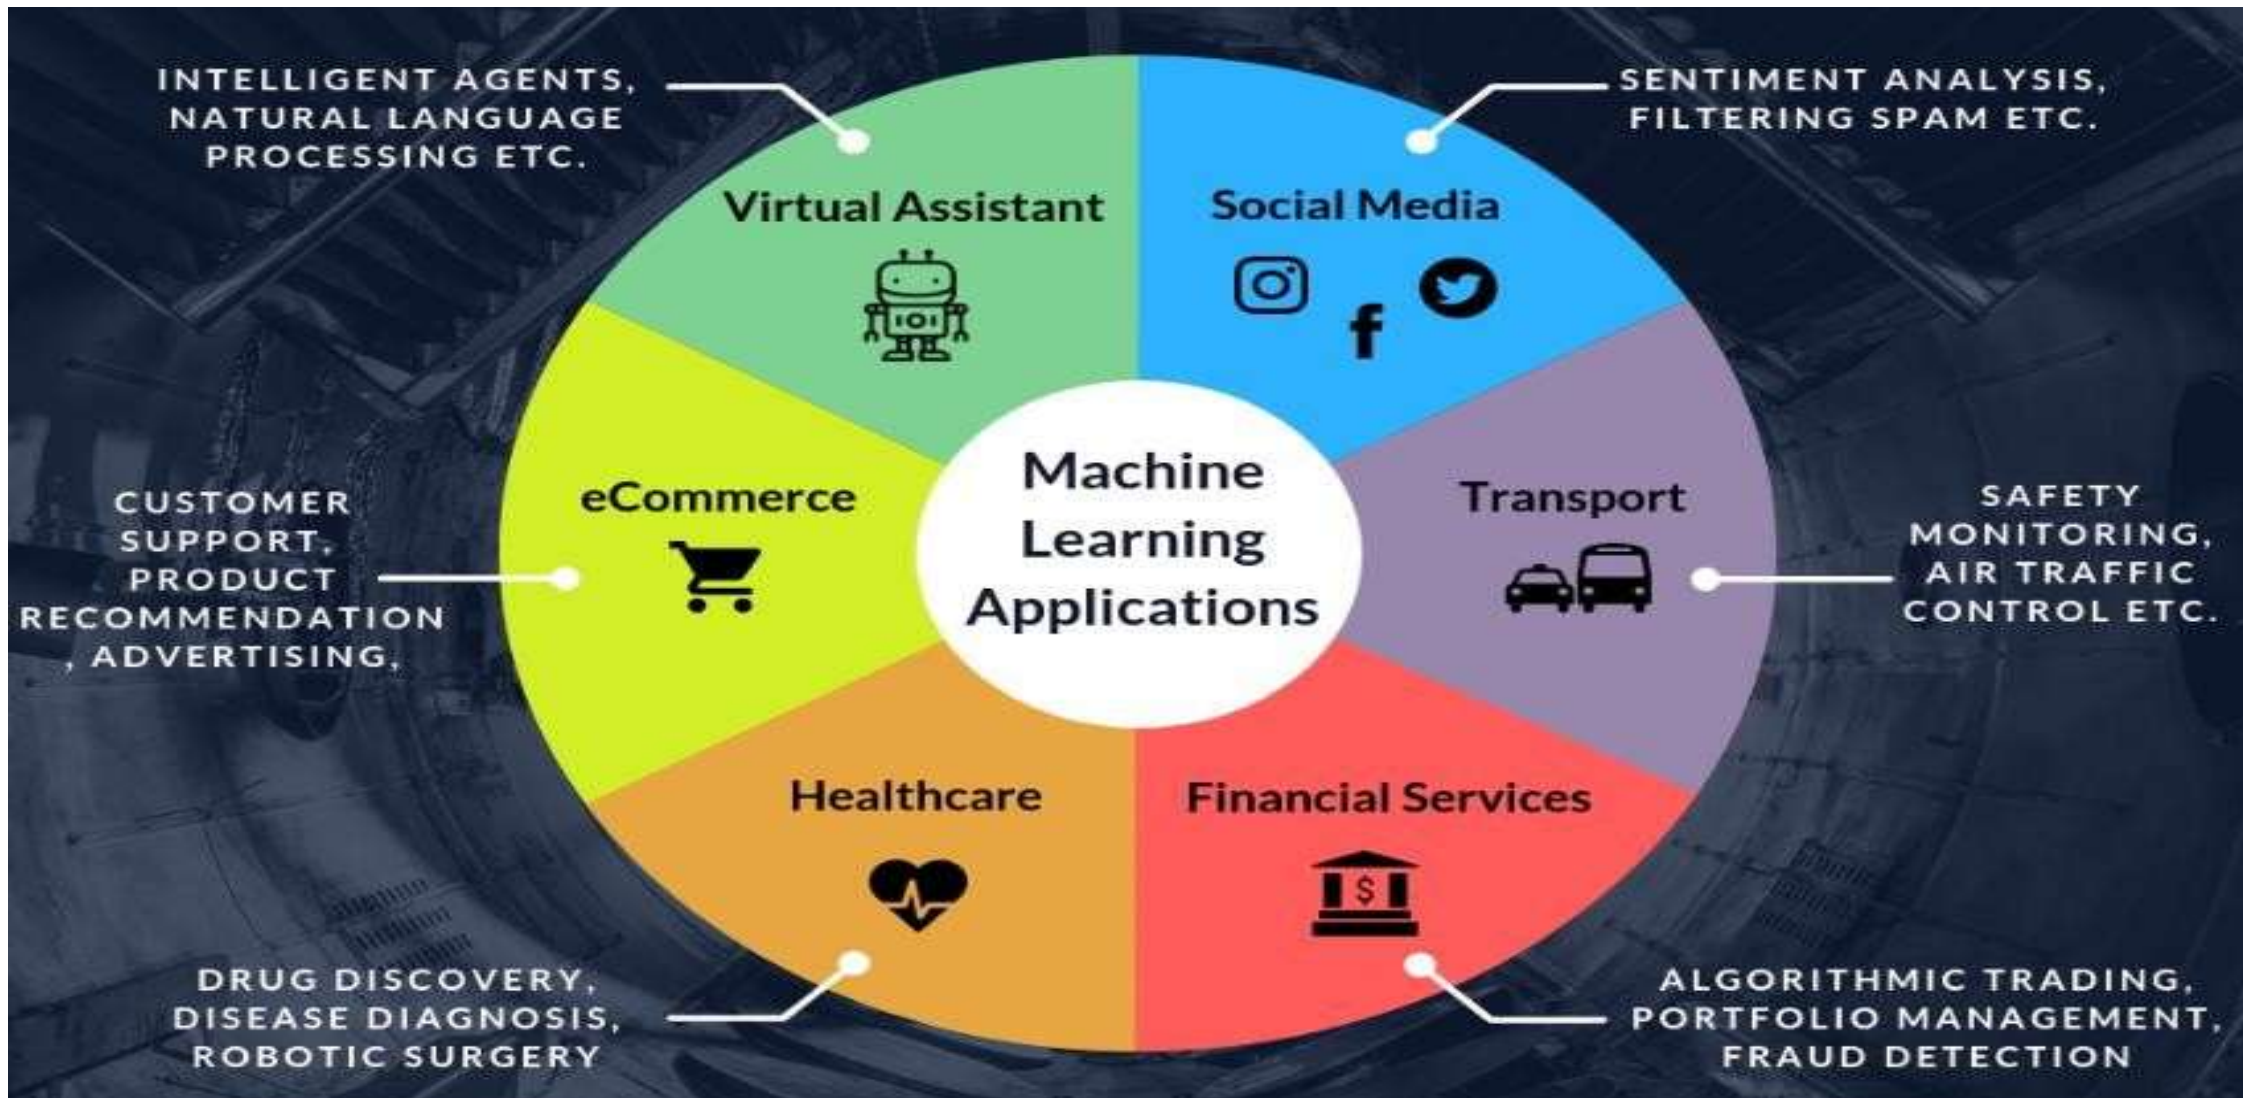 INTELLIGENT AGENTS,
NATURAL LANGUAGE
PROCESSING ETC.
SENTIMENT ANALYSIS,
FILTERING SPAM ETC.
Virtual Assistant
Social Media
CUSTOMER
SUPPORT,
PRODUCT
RECOMMENDATION
, ADVERTISING,
eCommerce
Machine
Learning
Applications
Transport
SAFETY
MONITORING,
AIR TRAFFIC
CONTROL ETC.
Healthcare
Financial Services
$
DRUG DISCOVERY,
DISEASE DIAGNOSIS,
ROBOTIC SURGERY
ALGORITHMIC TRADING,
PORTFOLIO MANAGEMENT,
FRAUD DETECTION